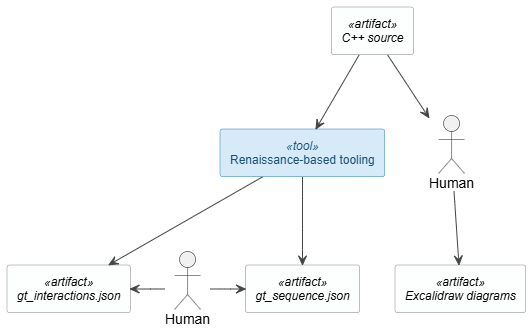 «artifact»
C++ source
«tool»
Renaissance-based tooling
Human
«artifact»
gt_interactions.json
Human
«artifact»
gt_sequence.json
«artifact»
Excalidraw diagrams